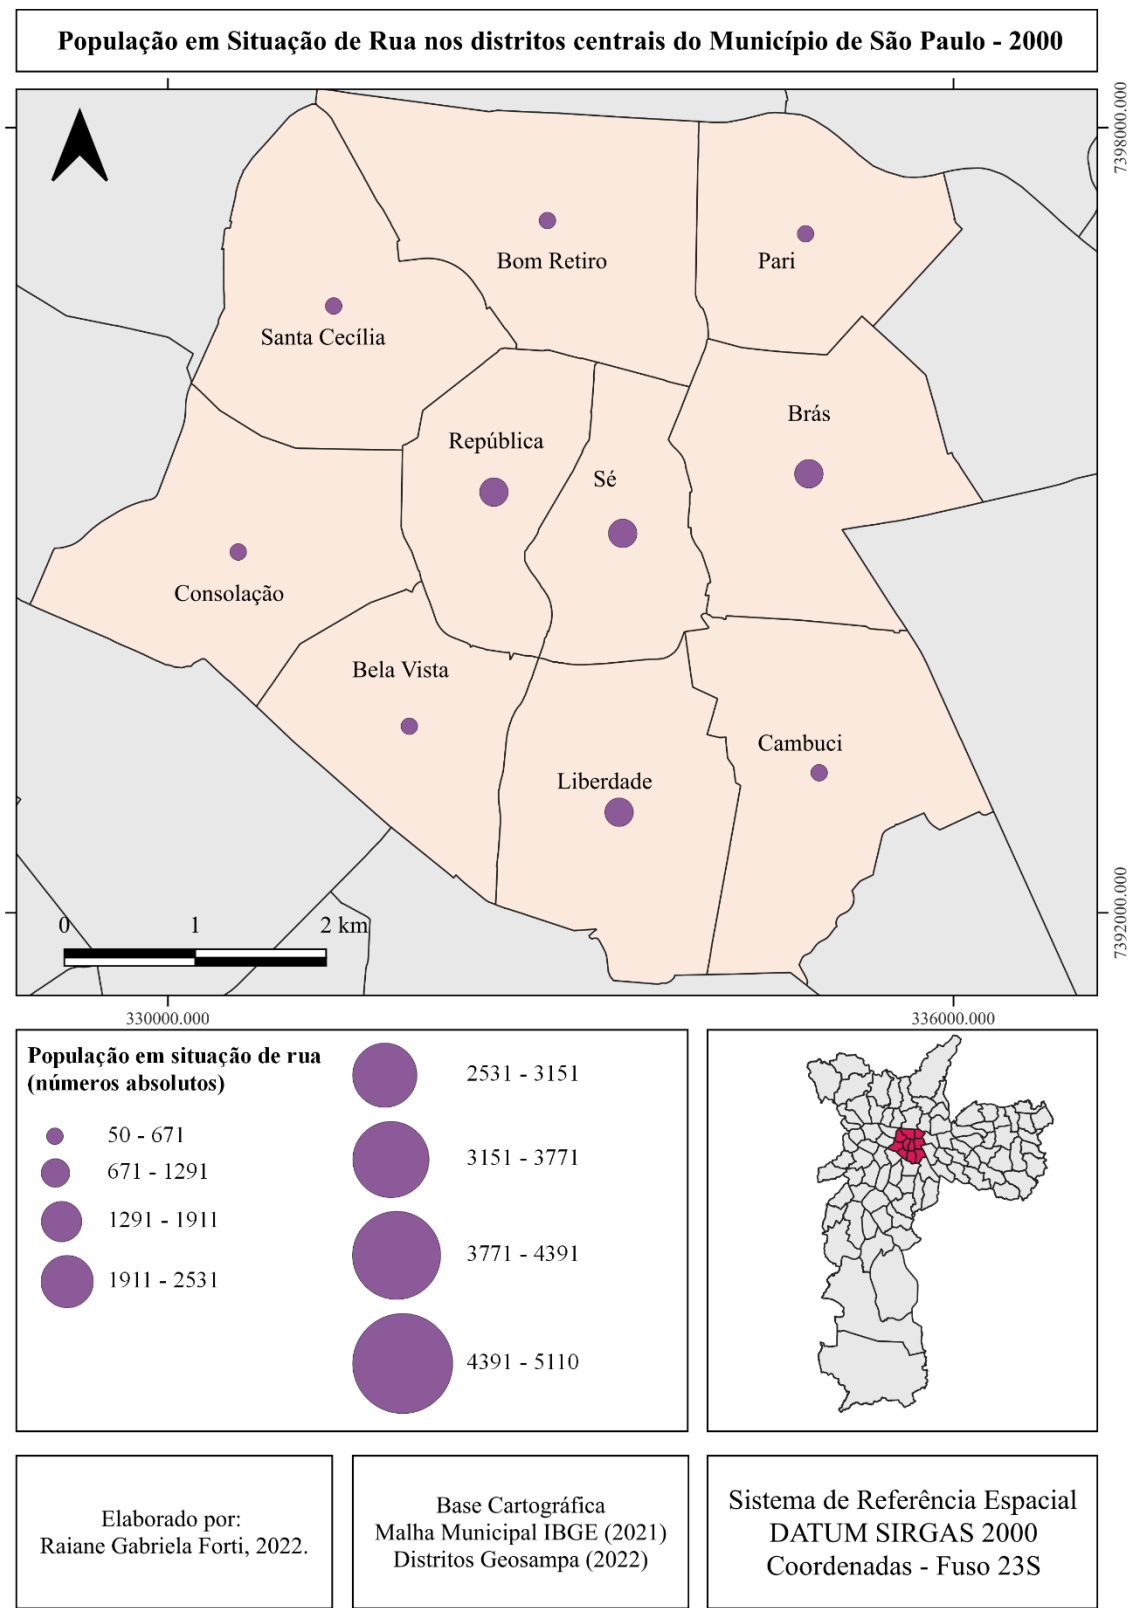 População em Situação de Rua nos distritos centrais do Município de São Paulo - 2000
7398000.000
Bom Retiro
Pari
Santa Cecília
Brás
República
Sé
Consolação
Bela Vista
Cambuci
Liberdade
7392000.000
0 1 2 km
330000.000 336000.000
População em situação de rua
(números absolutos)
50 - 671
671 - 1291
1291 - 1911
1911 - 2531
2531 - 3151
3151 - 3771
3771 - 4391
4391 - 5110
Elaborado por:
Raiane Gabriela Forti, 2022.
Base Cartográfica
Malha Municipal IBGE (2021)
Distritos Geosampa (2022)
Sistema de Referência Espacial
DATUM SIRGAS 2000
Coordenadas - Fuso 23S